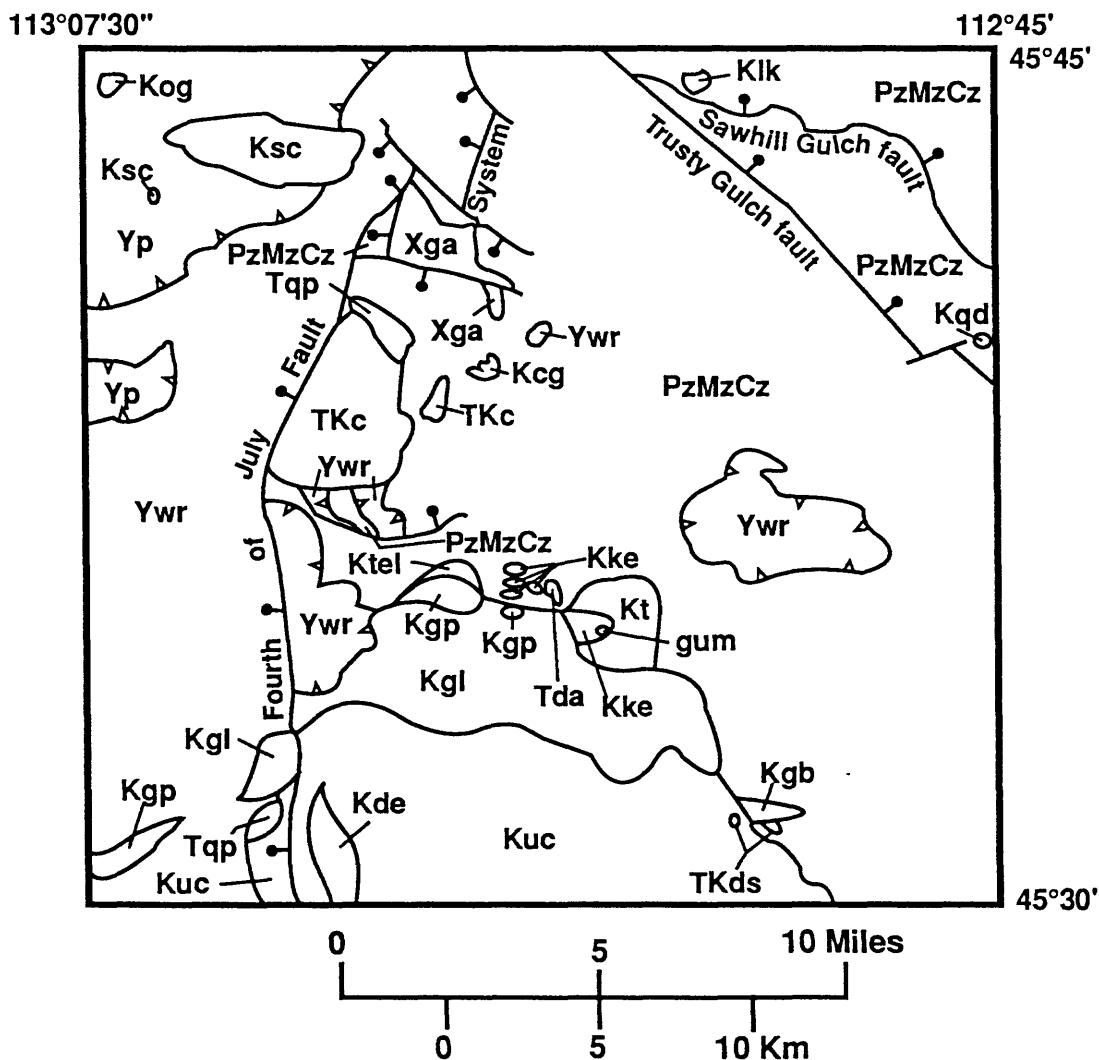 113°07'30"
112°45'
45°45'
Kog
Klk
PzMzCz
Ksc
Sawhill Gulch fault
Ksc
System
Trusty Gulch fault
Yp
PzMzCz
Xga
PzMzCz
Tqp
Kqd
Xga
Ywr
Kcg
Yp
PzMzCz
TKc
TKc
Ywr
Ywr
Ywr
PzMzCz
Ktel
Kke
Kt
Ywr
Kgp
Kgp
gum
Kgl
Tda
Kke
Fourth of July Fault
Kgl
Kgb
Kgp
Kde
Tqp
Kuc
Kuc
TKds
45°30'
0 5 10 Miles
0 5 10 Km